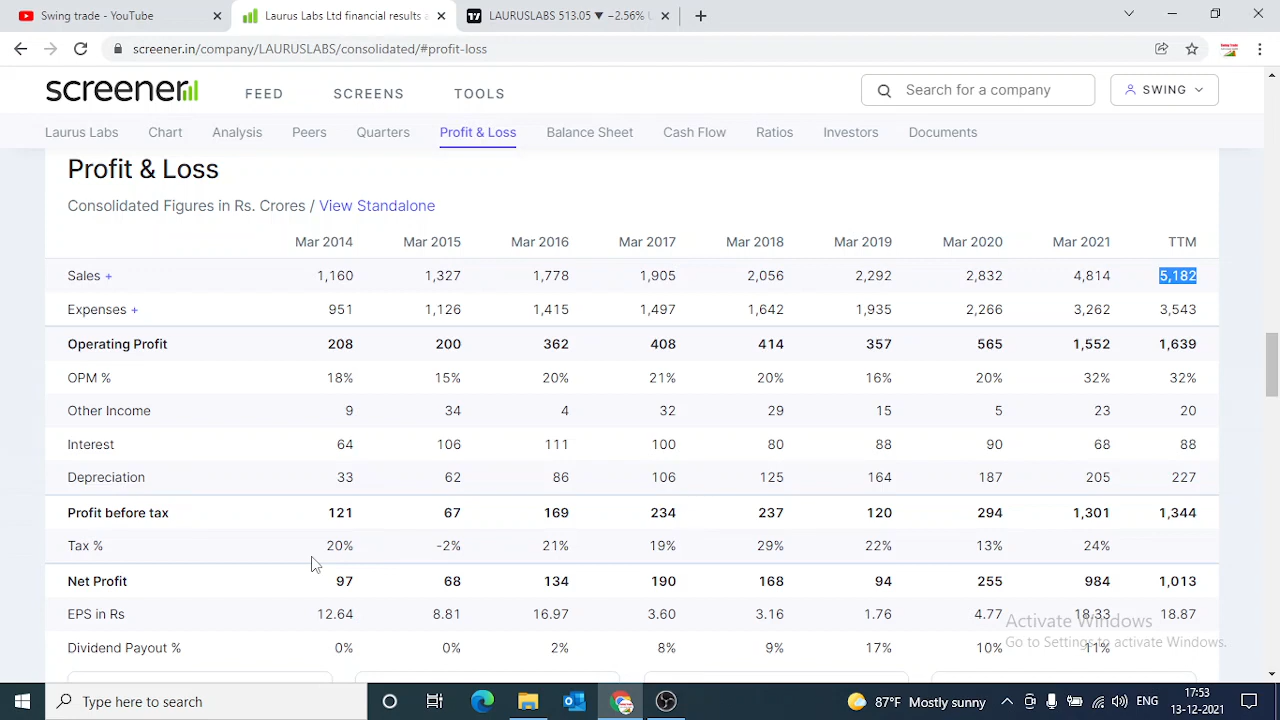 Swing trade - YouTube
Laurus Ltd financial results a
LAURUSLABS 513.05 ▼ −2.56% U
screener.in/company/LAURUSLABS/consolidated/#profit-loss
screener
FEED SCREENS TOOLS
Search for a company
SWING
Laurus Labs Chart Analysis Peers Quarters Profit & Loss Balance Sheet Cash Flow Ratios Investors Documents
Profit & Loss
Consolidated Figures in Rs. Crores / View Standalone
Mar 2014 Mar 2015 Mar 2016 Mar 2017 Mar 2018 Mar 2019 Mar 2020 Mar 2021 TTM
Sales + 1,160 1,327 1,778 1,905 2,056 2,292 2,832 4,814 5,182
Expenses + 951 1,126 1,415 1,497 1,642 1,935 2,266 3,262 3,543
Operating Profit 208 200 362 408 414 357 565 1,552 1,639
OPM % 18% 15% 20% 21% 20% 16% 20% 32% 32%
Other Income 9 34 4 32 29 15 5 23 20
Interest 64 106 111 100 80 88 90 68 88
Depreciation 33 62 86 106 125 164 187 205 227
Profit before tax 121 67 169 234 237 120 294 1,301 1,344
Tax % 20% -2% 21% 19% 29% 22% 13% 24%
Net Profit 97 68 134 190 168 94 255 984 1,013
EPS in Rs 12.64 8.81 16.97 3.60 3.16 1.76 4.77 18.33 18.87
Dividend Payout % 0% 0% 2% 8% 9% 17% 10% 11%
Activate Windows
Go to Settings to activate Windows.
Type here to search
87°F Mostly sunny
ENG
17:53
13-12-2021